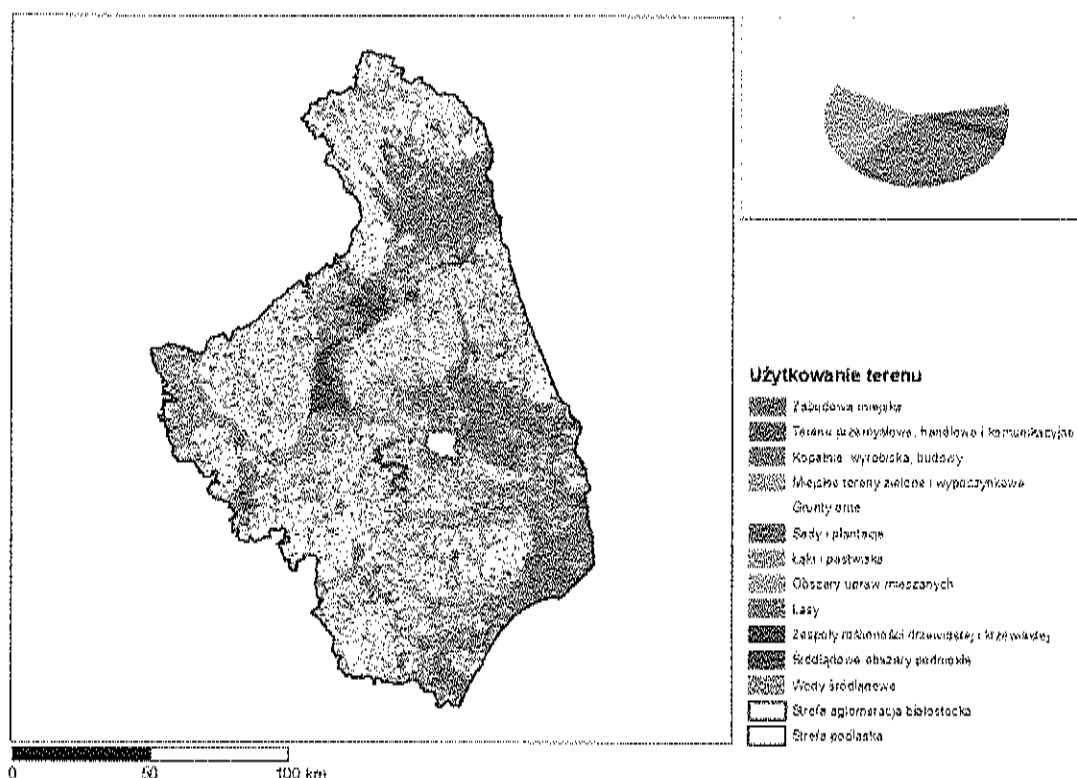 Użytkowanie terenu
Zabudowa miejska
Tereny przemysłowe, handlowe i komunikacyjne
Kopalnie, wyrobiska, budowy
Miejskie tereny zielone i wypoczynkowe
Grunty orne
Sady i plantacje
Łąki i pastwiska
Obszary upraw mieszanych
Lasy
Zespoły roślinności drzewiastej i krzewiastej
Śródlądowe obszary podmokłe
Wody śródlądowe
Strefa aglomeracja białostocka
Strefa podlaska
0 50 100 km